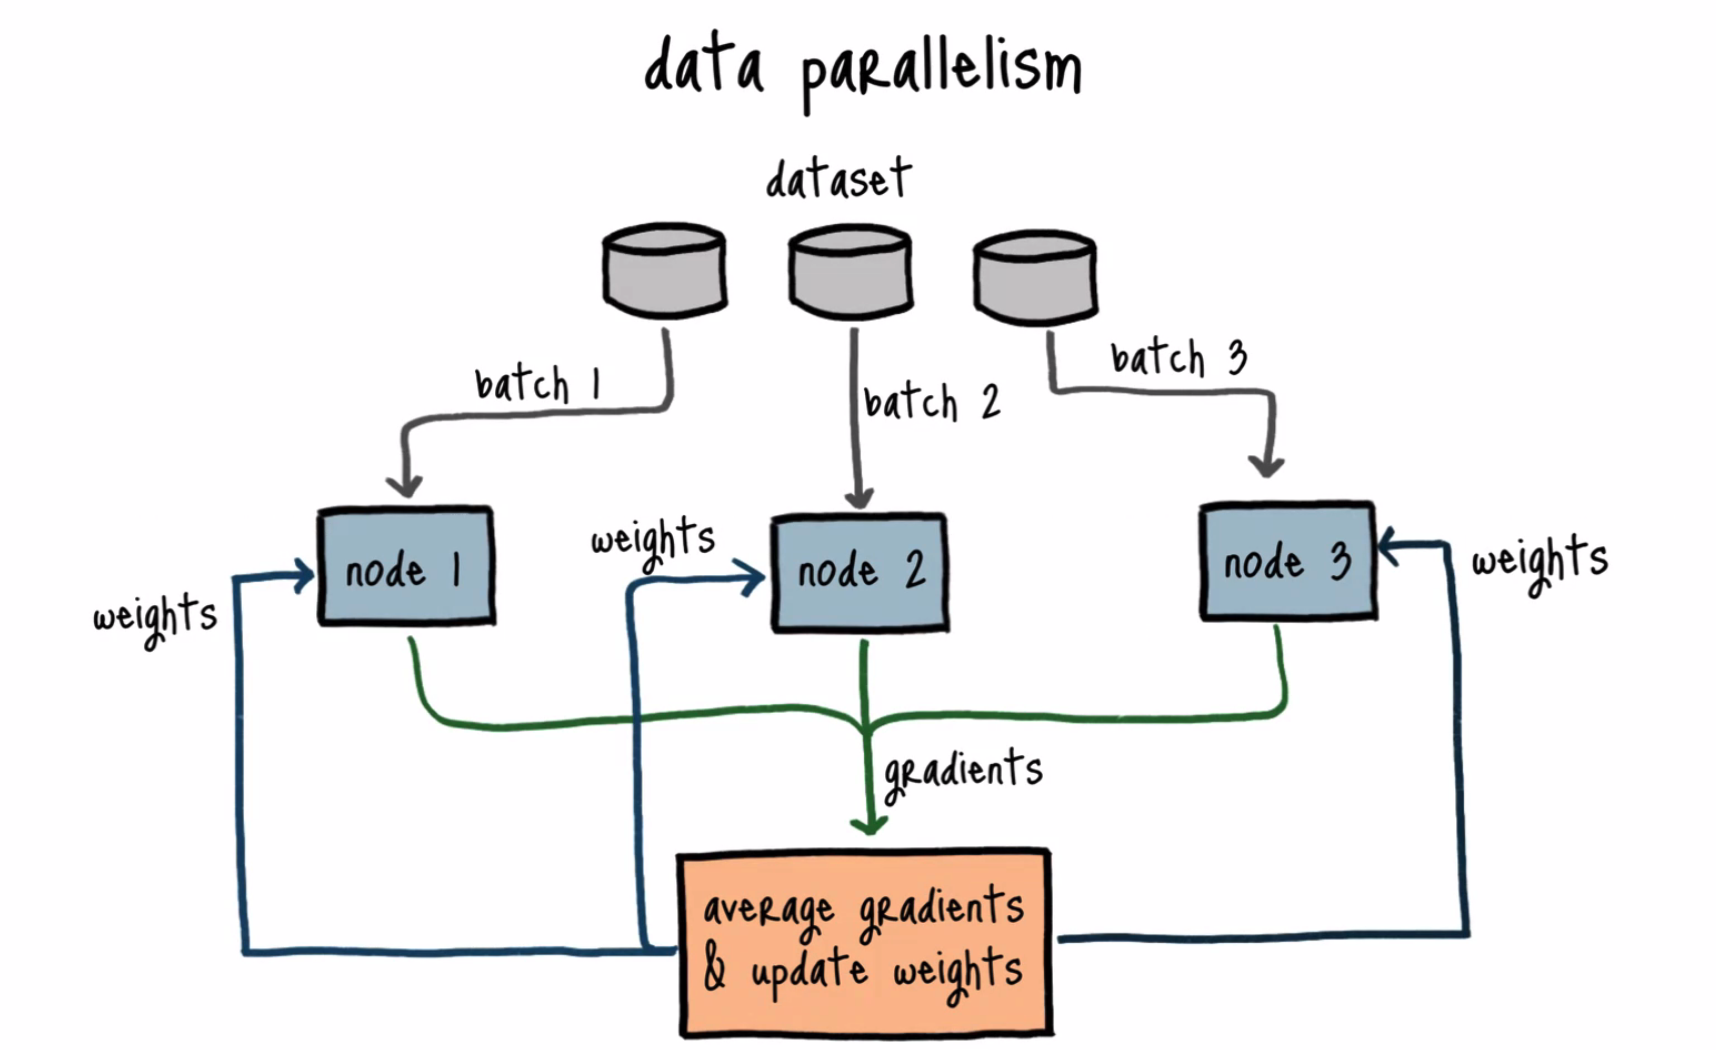 data parallelism
dataset
batch 1
batch 2
batch 3
node 1
weights
node 2
node 3
weights
weights
gradients
average gradients
& update weights